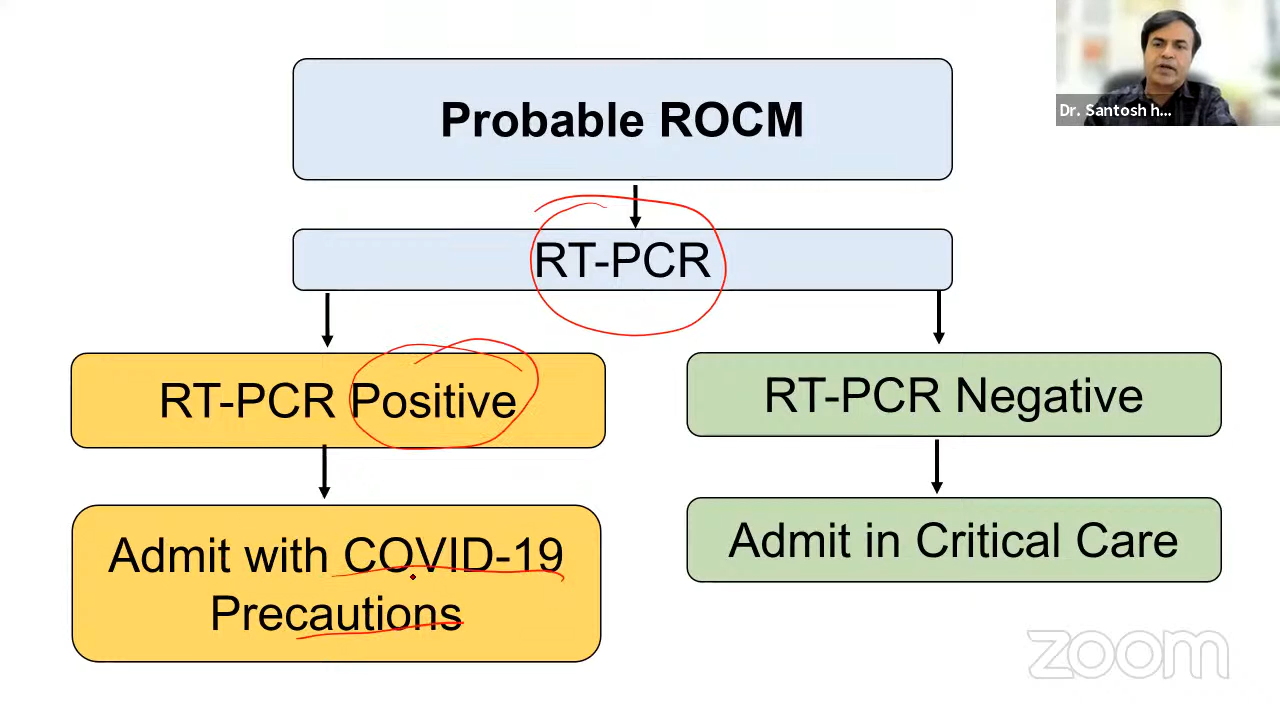 Dr. Santosh h...
Probable ROCM
RT-PCR
RT-PCR Positive
RT-PCR Negative
Admit with COVID-19
Precautions
Admit in Critical Care
zoom